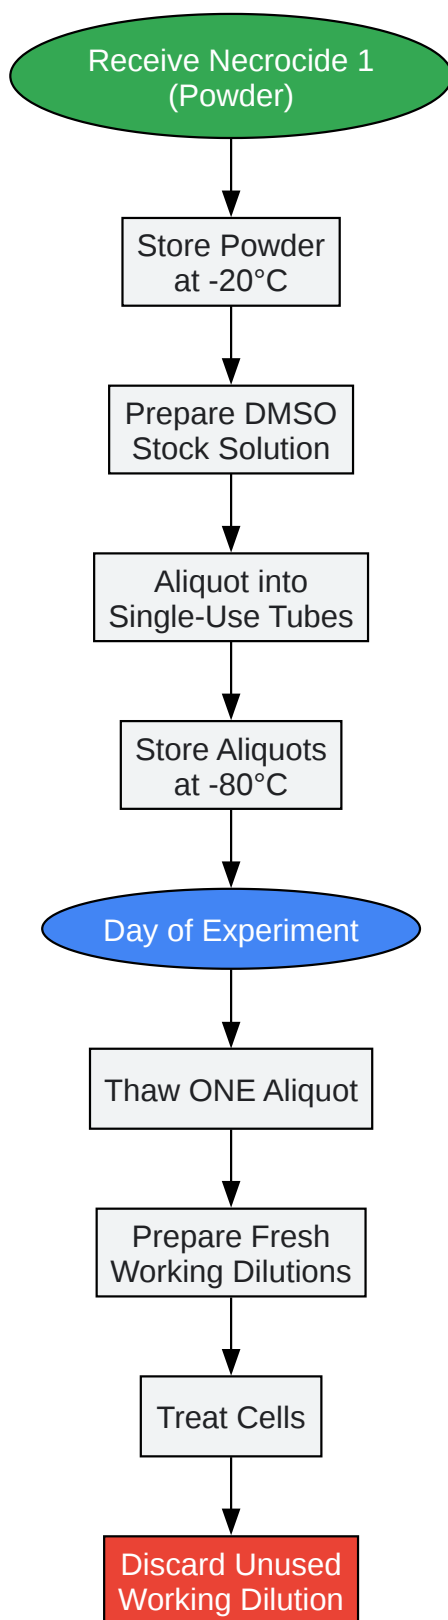 Receive Necrocide 1
(Powder)
Store Powder
at -20°C
Prepare DMSO
Stock Solution
Aliquot into
Single-Use Tubes
Store Aliquots
at -80°C
Day of Experiment
Thaw ONE Aliquot
Prepare Fresh
Working Dilutions
Treat Cells
Discard Unused
Working Dilution